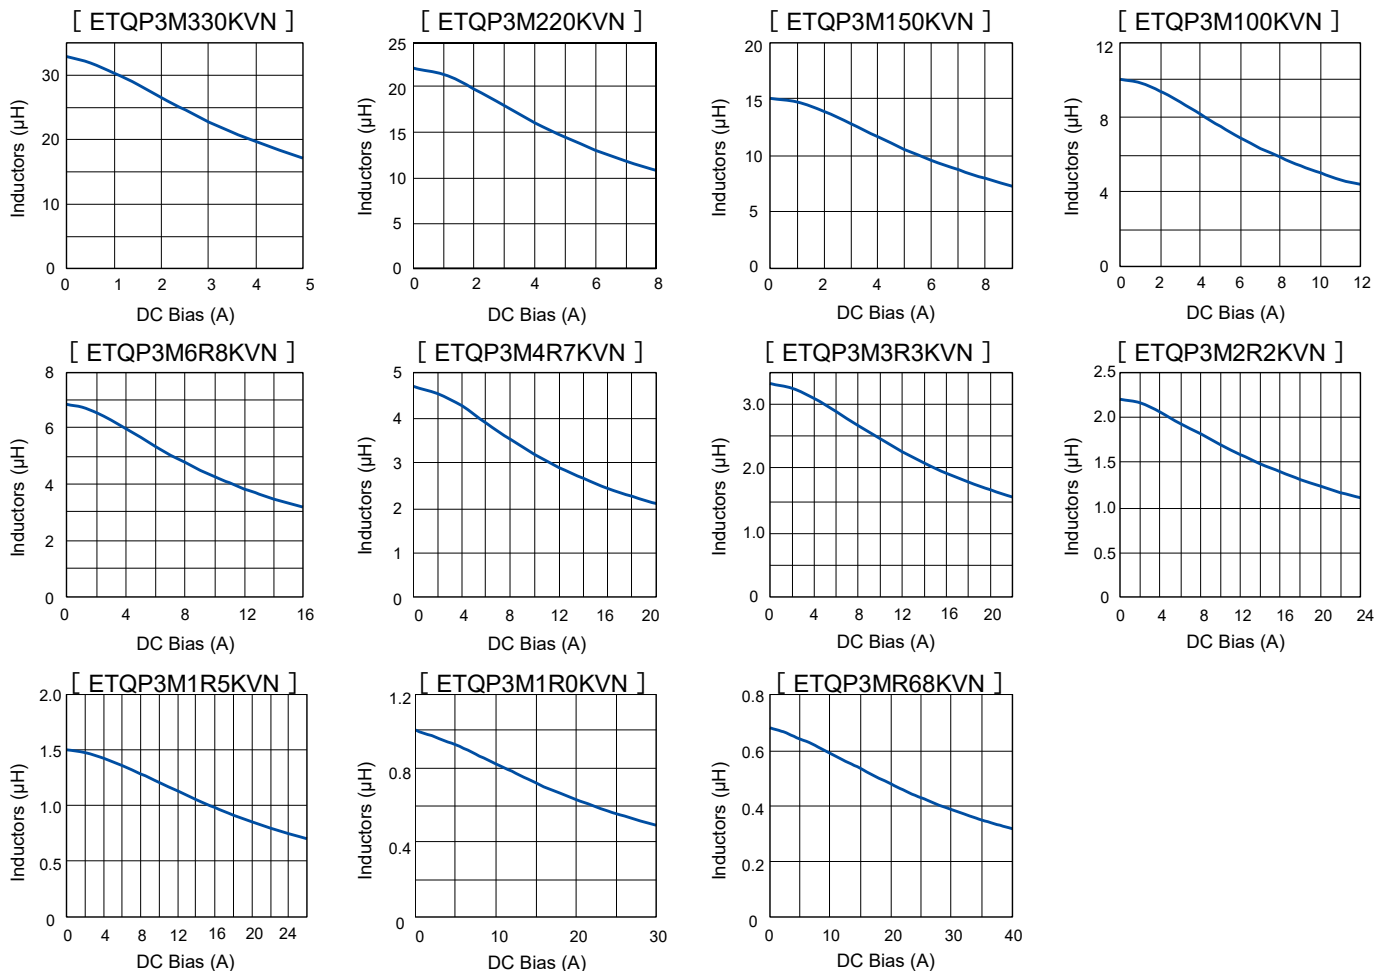 [ ETQP3M330KVN ]
30
20
10
0
0 1 2 3 4 5
Inductors (µH)
DC Bias (A)
[ ETQP3M220KVN ]
25
20
15
10
5
0
0 2 4 6 8
Inductors (µH)
DC Bias (A)
[ ETQP3M150KVN ]
20
15
10
5
0
0 2 4 6 8
Inductors (µH)
DC Bias (A)
[ ETQP3M100KVN ]
12
8
4
0
0 2 4 6 8 10 12
Inductors (µH)
DC Bias (A)
[ ETQP3M6R8KVN ]
8
6
4
2
0
0 4 8 12 16
Inductors (µH)
DC Bias (A)
[ ETQP3M4R7KVN ]
5
4
3
2
1
0
0 4 8 12 16 20
Inductors (µH)
DC Bias (A)
[ ETQP3M3R3KVN ]
3.0
2.0
1.0
0
0 4 8 12 16 20
Inductors (µH)
DC Bias (A)
[ ETQP3M2R2KVN ]
2.5
2.0
1.5
1.0
0.5
0
0 4 8 12 16 20 24
Inductors (µH)
DC Bias (A)
[ ETQP3M1R5KVN ]
2.0
1.5
1.0
0.5
0
0 4 8 12 16 20 24
Inductors (µH)
DC Bias (A)
[ ETQP3M1R0KVN ]
1.2
0.8
0.4
0
0 10 20 30
Inductors (µH)
DC Bias (A)
[ ETQP3MR68KVN ]
0.8
0.6
0.4
0.2
0
0 10 20 30 40
Inductors (µH)
DC Bias (A)